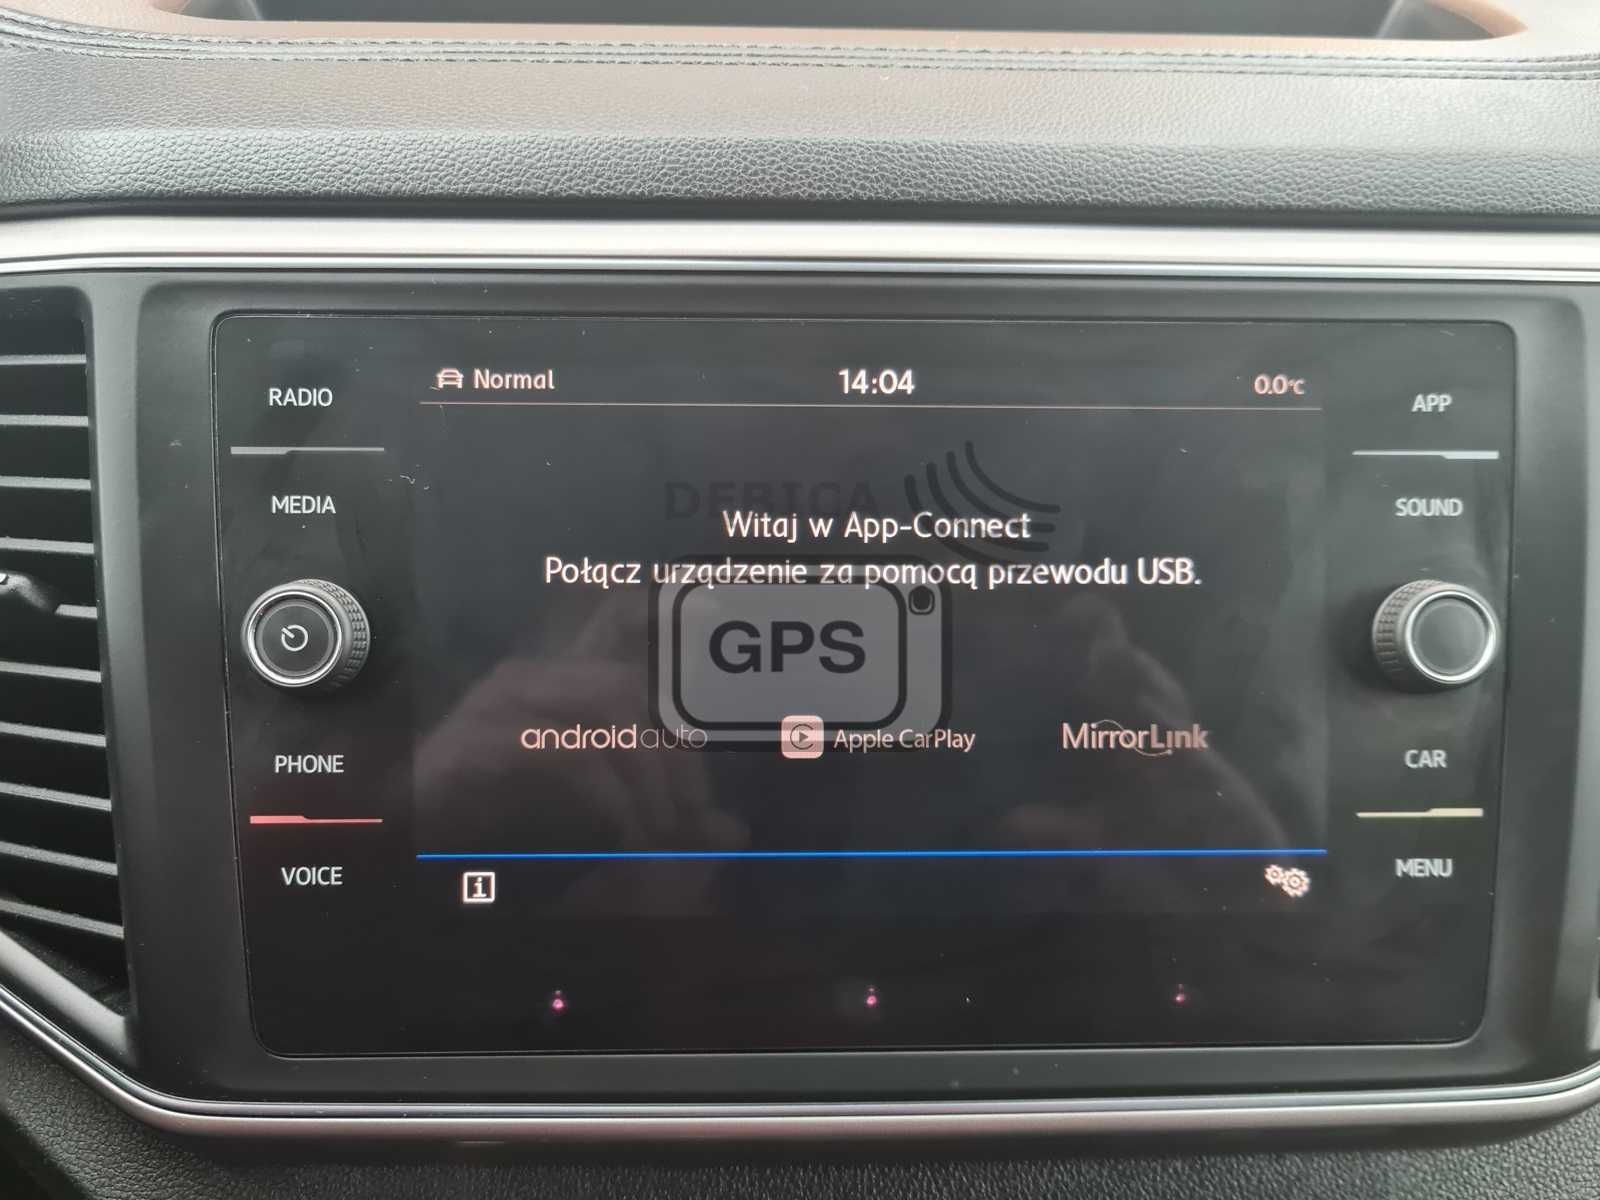 RADIO
MEDIA
PHONE
VOICE
Normal
14:04
0.0°C
DEBICA
Witaj w App-Connect
Połącz urządzenie za pomocą przewodu USB.
GPS
androidauto
Apple CarPlay
MirrorLink
i
APP
SOUND
CAR
MENU